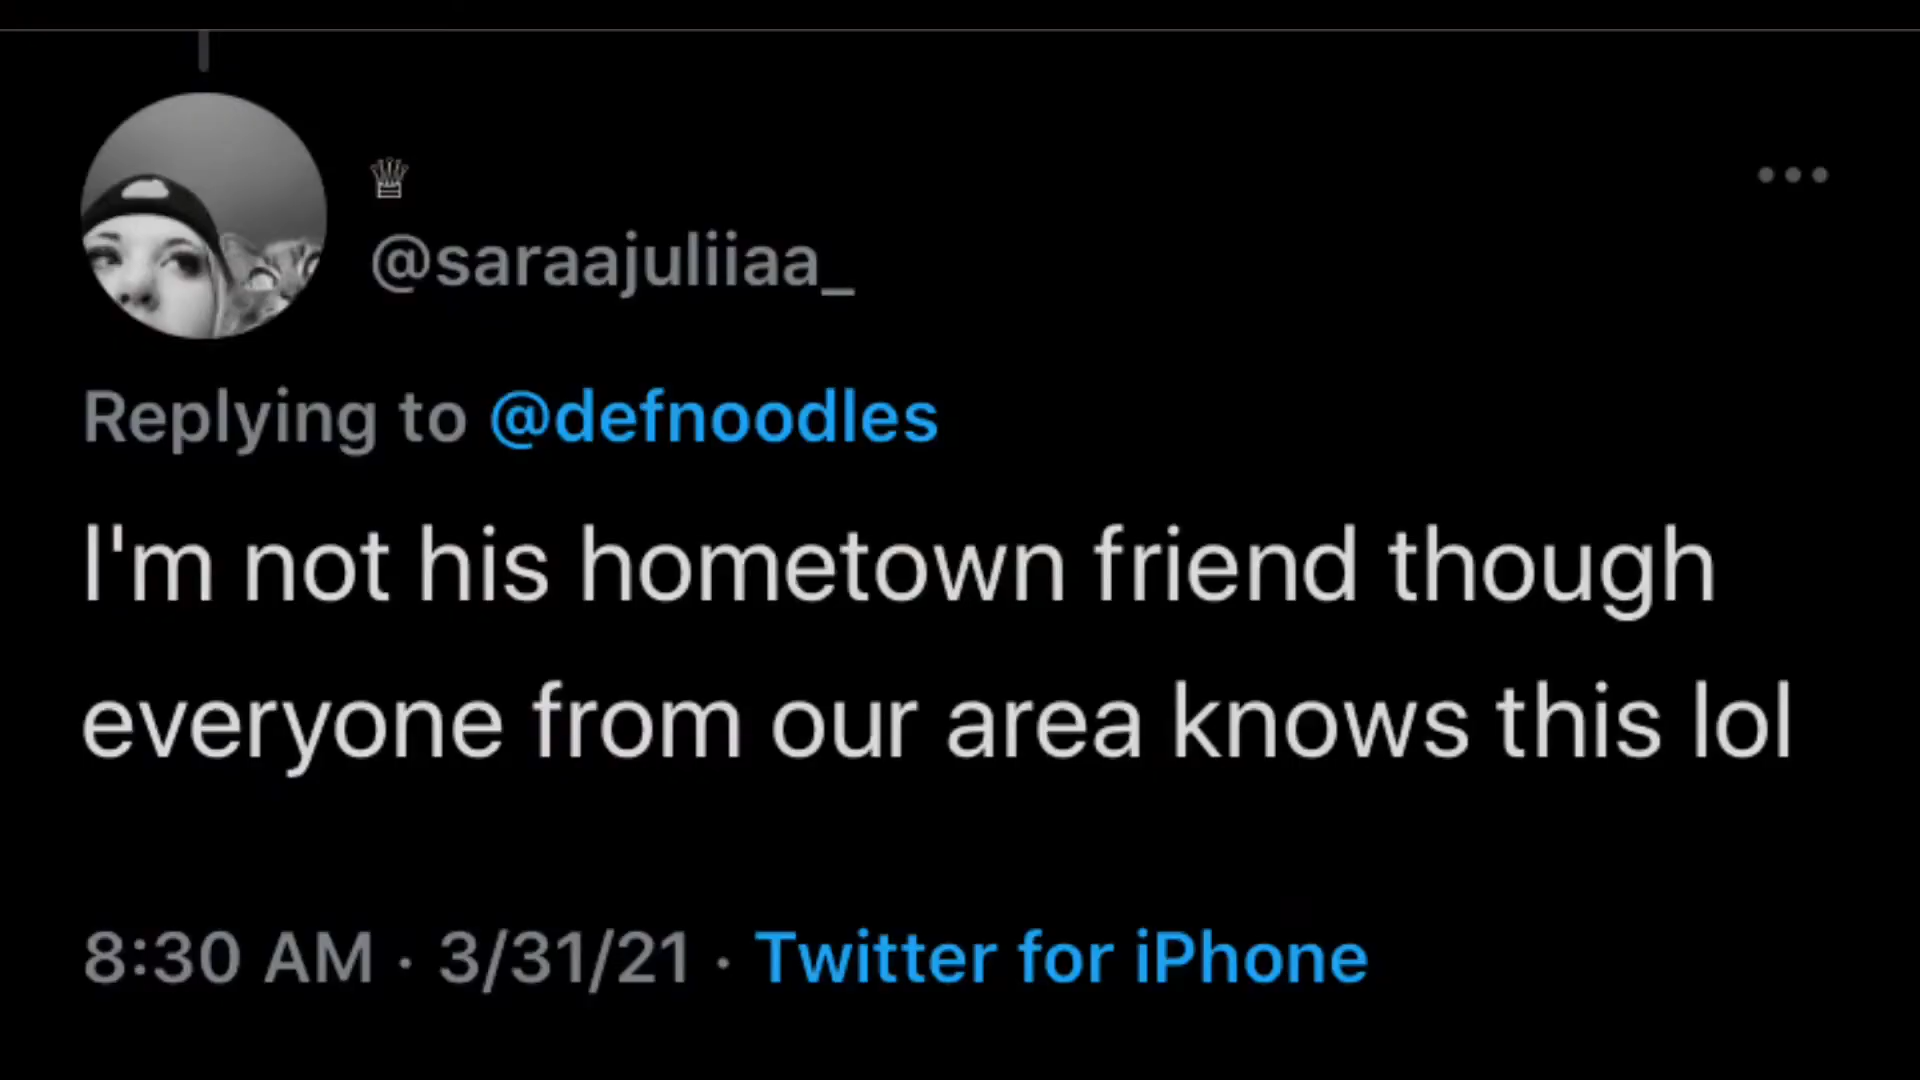 ♕
@saraajuliiaa_
Replying to @defnoodles
I'm not his hometown friend though
everyone from our area knows this lol
8:30 AM · 3/31/21 · Twitter for iPhone